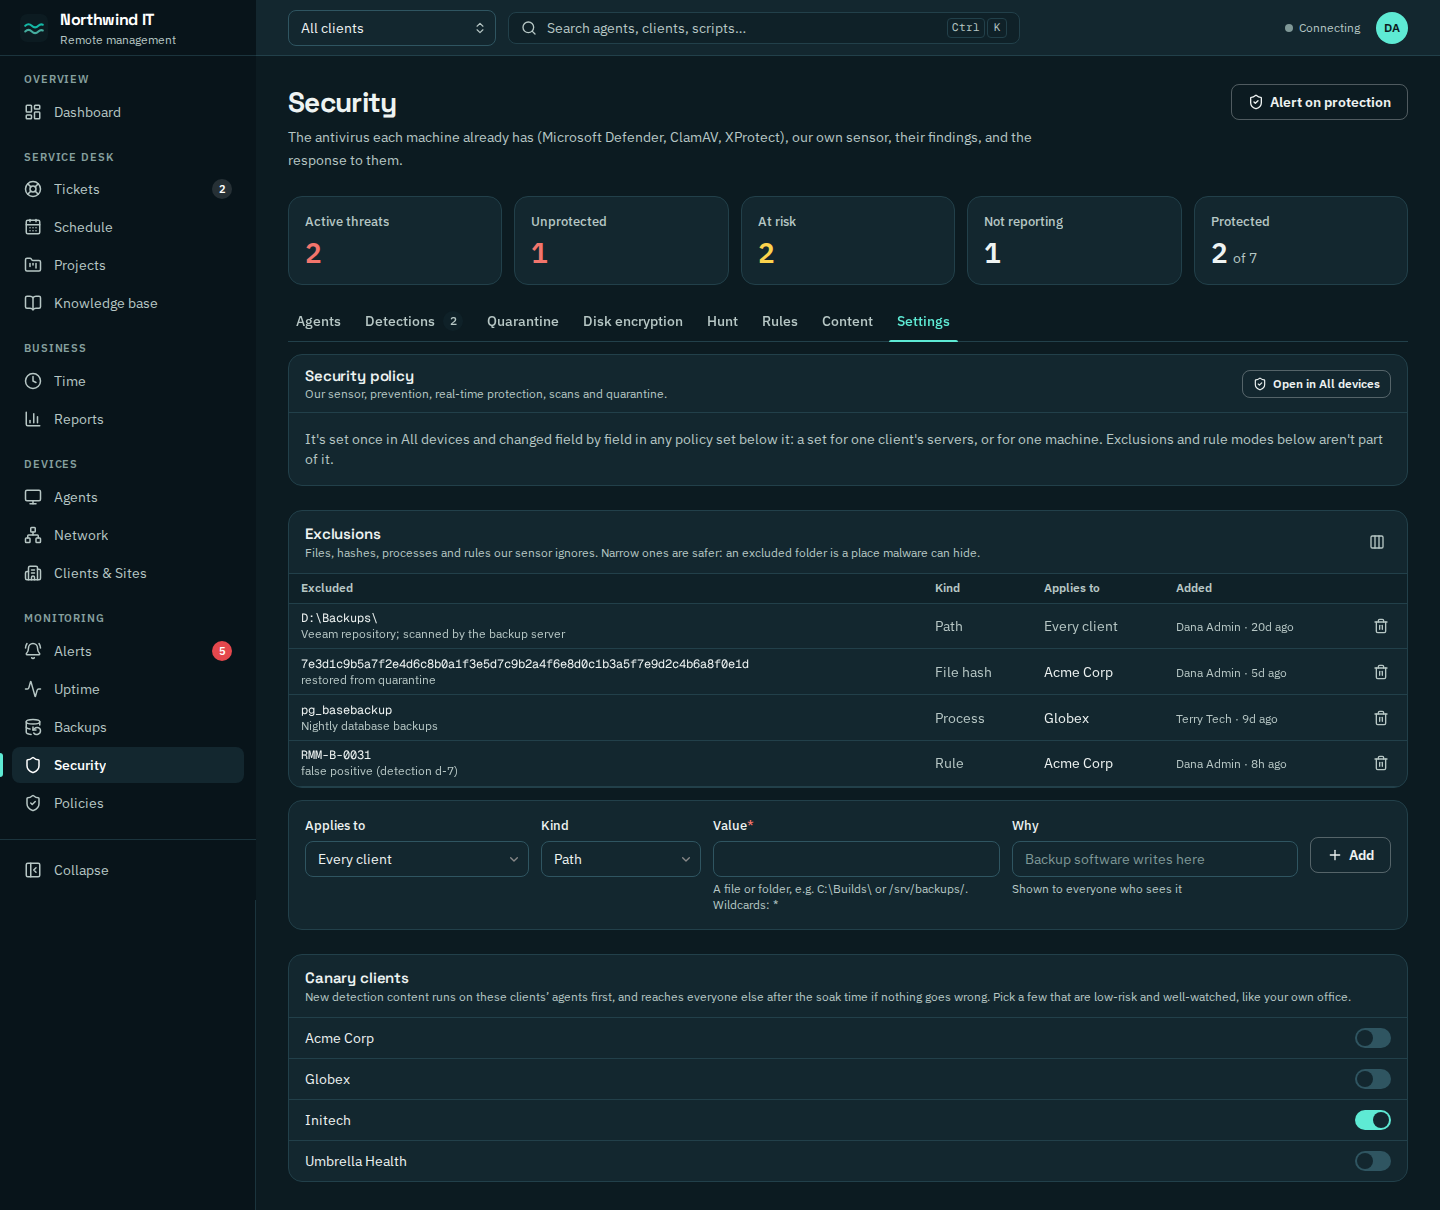 Northwind IT
Remote management
All clients
Search agents, clients, scripts...
Ctrl K
Connecting
DA
OVERVIEW
Dashboard
SERVICE DESK
Tickets 2
Schedule
Projects
Knowledge base
BUSINESS
Time
Reports
DEVICES
Agents
Network
Clients & Sites
MONITORING
Alerts 5
Uptime
Backups
Security
Policies
Collapse
Security
Alert on protection
The antivirus each machine already has (Microsoft Defender, ClamAV, XProtect), our own sensor, their findings, and the
response to them.
Active threats
2
Unprotected
1
At risk
2
Not reporting
1
Protected
2 of 7
Agents Detections 2 Quarantine Disk encryption Hunt Rules Content Settings
Security policy
Our sensor, prevention, real-time protection, scans and quarantine.
Open in All devices
It's set once in All devices and changed field by field in any policy set below it: a set for one client's servers, or for one machine. Exclusions and rule modes below aren't part
of it.
Exclusions
Files, hashes, processes and rules our sensor ignores. Narrow ones are safer: an excluded folder is a place malware can hide.
Excluded Kind Applies to Added
D:\Backups\
Veeam repository; scanned by the backup server
Path Every client Dana Admin · 20d ago
7e3d1c9b5a7f2e4d6c8b0a1f3e5d7c9b2a4f6e8d0c1b3a5f7e9d2c4b6a8f0e1d
restored from quarantine
File hash Acme Corp Dana Admin · 5d ago
pg_basebackup
Nightly database backups
Process Globex Terry Tech · 9d ago
RMM-B-0031
false positive (detection d-7)
Rule Acme Corp Dana Admin · 8h ago
Applies to
Every client
Kind
Path
Value*
A file or folder, e.g. C:\Builds\ or /srv/backups/.
Wildcards: *
Why
Backup software writes here
Shown to everyone who sees it
Add
Canary clients
New detection content runs on these clients' agents first, and reaches everyone else after the soak time if nothing goes wrong. Pick a few that are low-risk and well-watched, like your own office.
Acme Corp
Globex
Initech
Umbrella Health